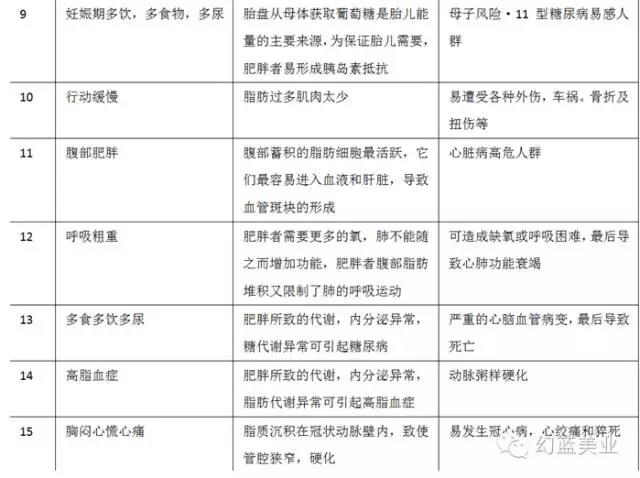 9 妊娠期多饮，多食物，多尿 胎盘从母体获取葡萄糖是胎儿能 母子风险·11 型糖尿病易感人
量的主要来源，为保证胎儿需要， 群
肥胖者易形成胰岛素抵抗
10 行动缓慢 脂肪过多肌肉太少 易遭受各种外伤，车祸。骨折及
扭伤等
11 腹部肥胖 腹部蓄积的脂肪细胞最活跃，它 心脏病高危人群
们最容易进入血液和肝脏，导致
血管斑块的形成
12 呼吸粗重 肥胖者需要更多的氧，肺不能随 可造成缺氧或呼吸困难，最后导
之而增加功能，肥胖者腹部脂肪 致心肺功能衰竭
堆积又限制了肺的呼吸运动
13 多食多饮多尿 肥胖所致的代谢，内分泌异常， 严重的心脑血管病变，最后导致
糖代谢异常可引起糖尿病 死亡
14 高脂血症 肥胖所致的代谢，内分泌异常， 动脉粥样硬化
脂肪代谢异常可引起高脂血症
15 胸闷心慌心痛 脂质沉积在冠状动脉壁内，致使 易发生冠心病，心绞痛和猝死
管腔狭窄，硬化
幻蓝美业